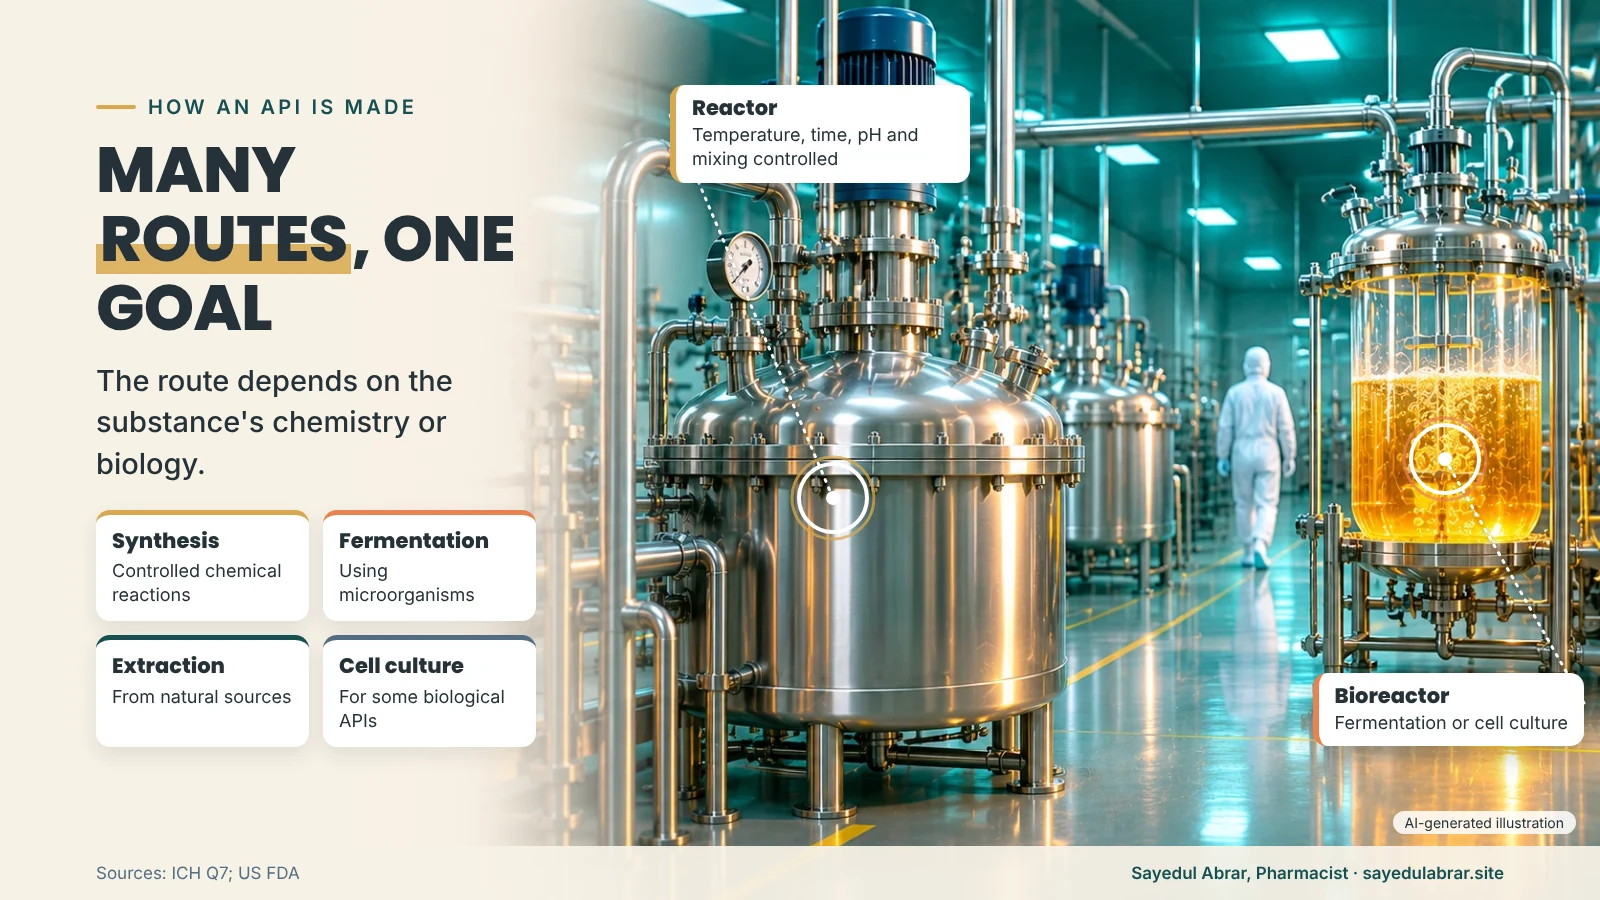 HOW AN API IS MADE
MANY
ROUTES, ONE
GOAL
The route depends on the
substance's chemistry or
biology.
Synthesis
Controlled chemical
reactions
Fermentation
Using
microorganisms
Extraction
From natural sources
Cell culture
For some biological
APIs
Reactor
Temperature, time, pH and
mixing controlled
Bioreactor
Fermentation or cell culture
AI-generated illustration
Sources: ICH Q7; US FDA
Sayedul Abrar, Pharmacist · sayedulabrar.site